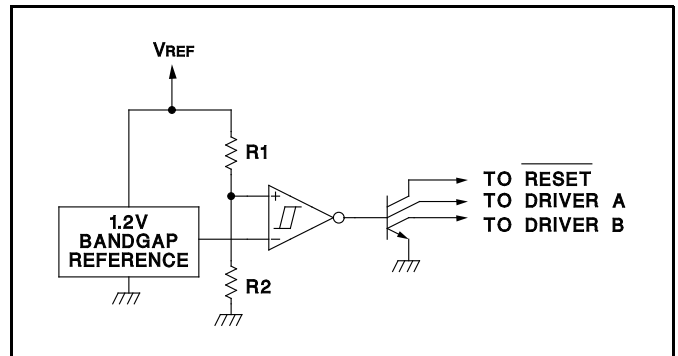 VREF
R1
+
TO RESET
TO DRIVER A
TO DRIVER B
1.2V
BANDGAP
REFERENCE
−
R2